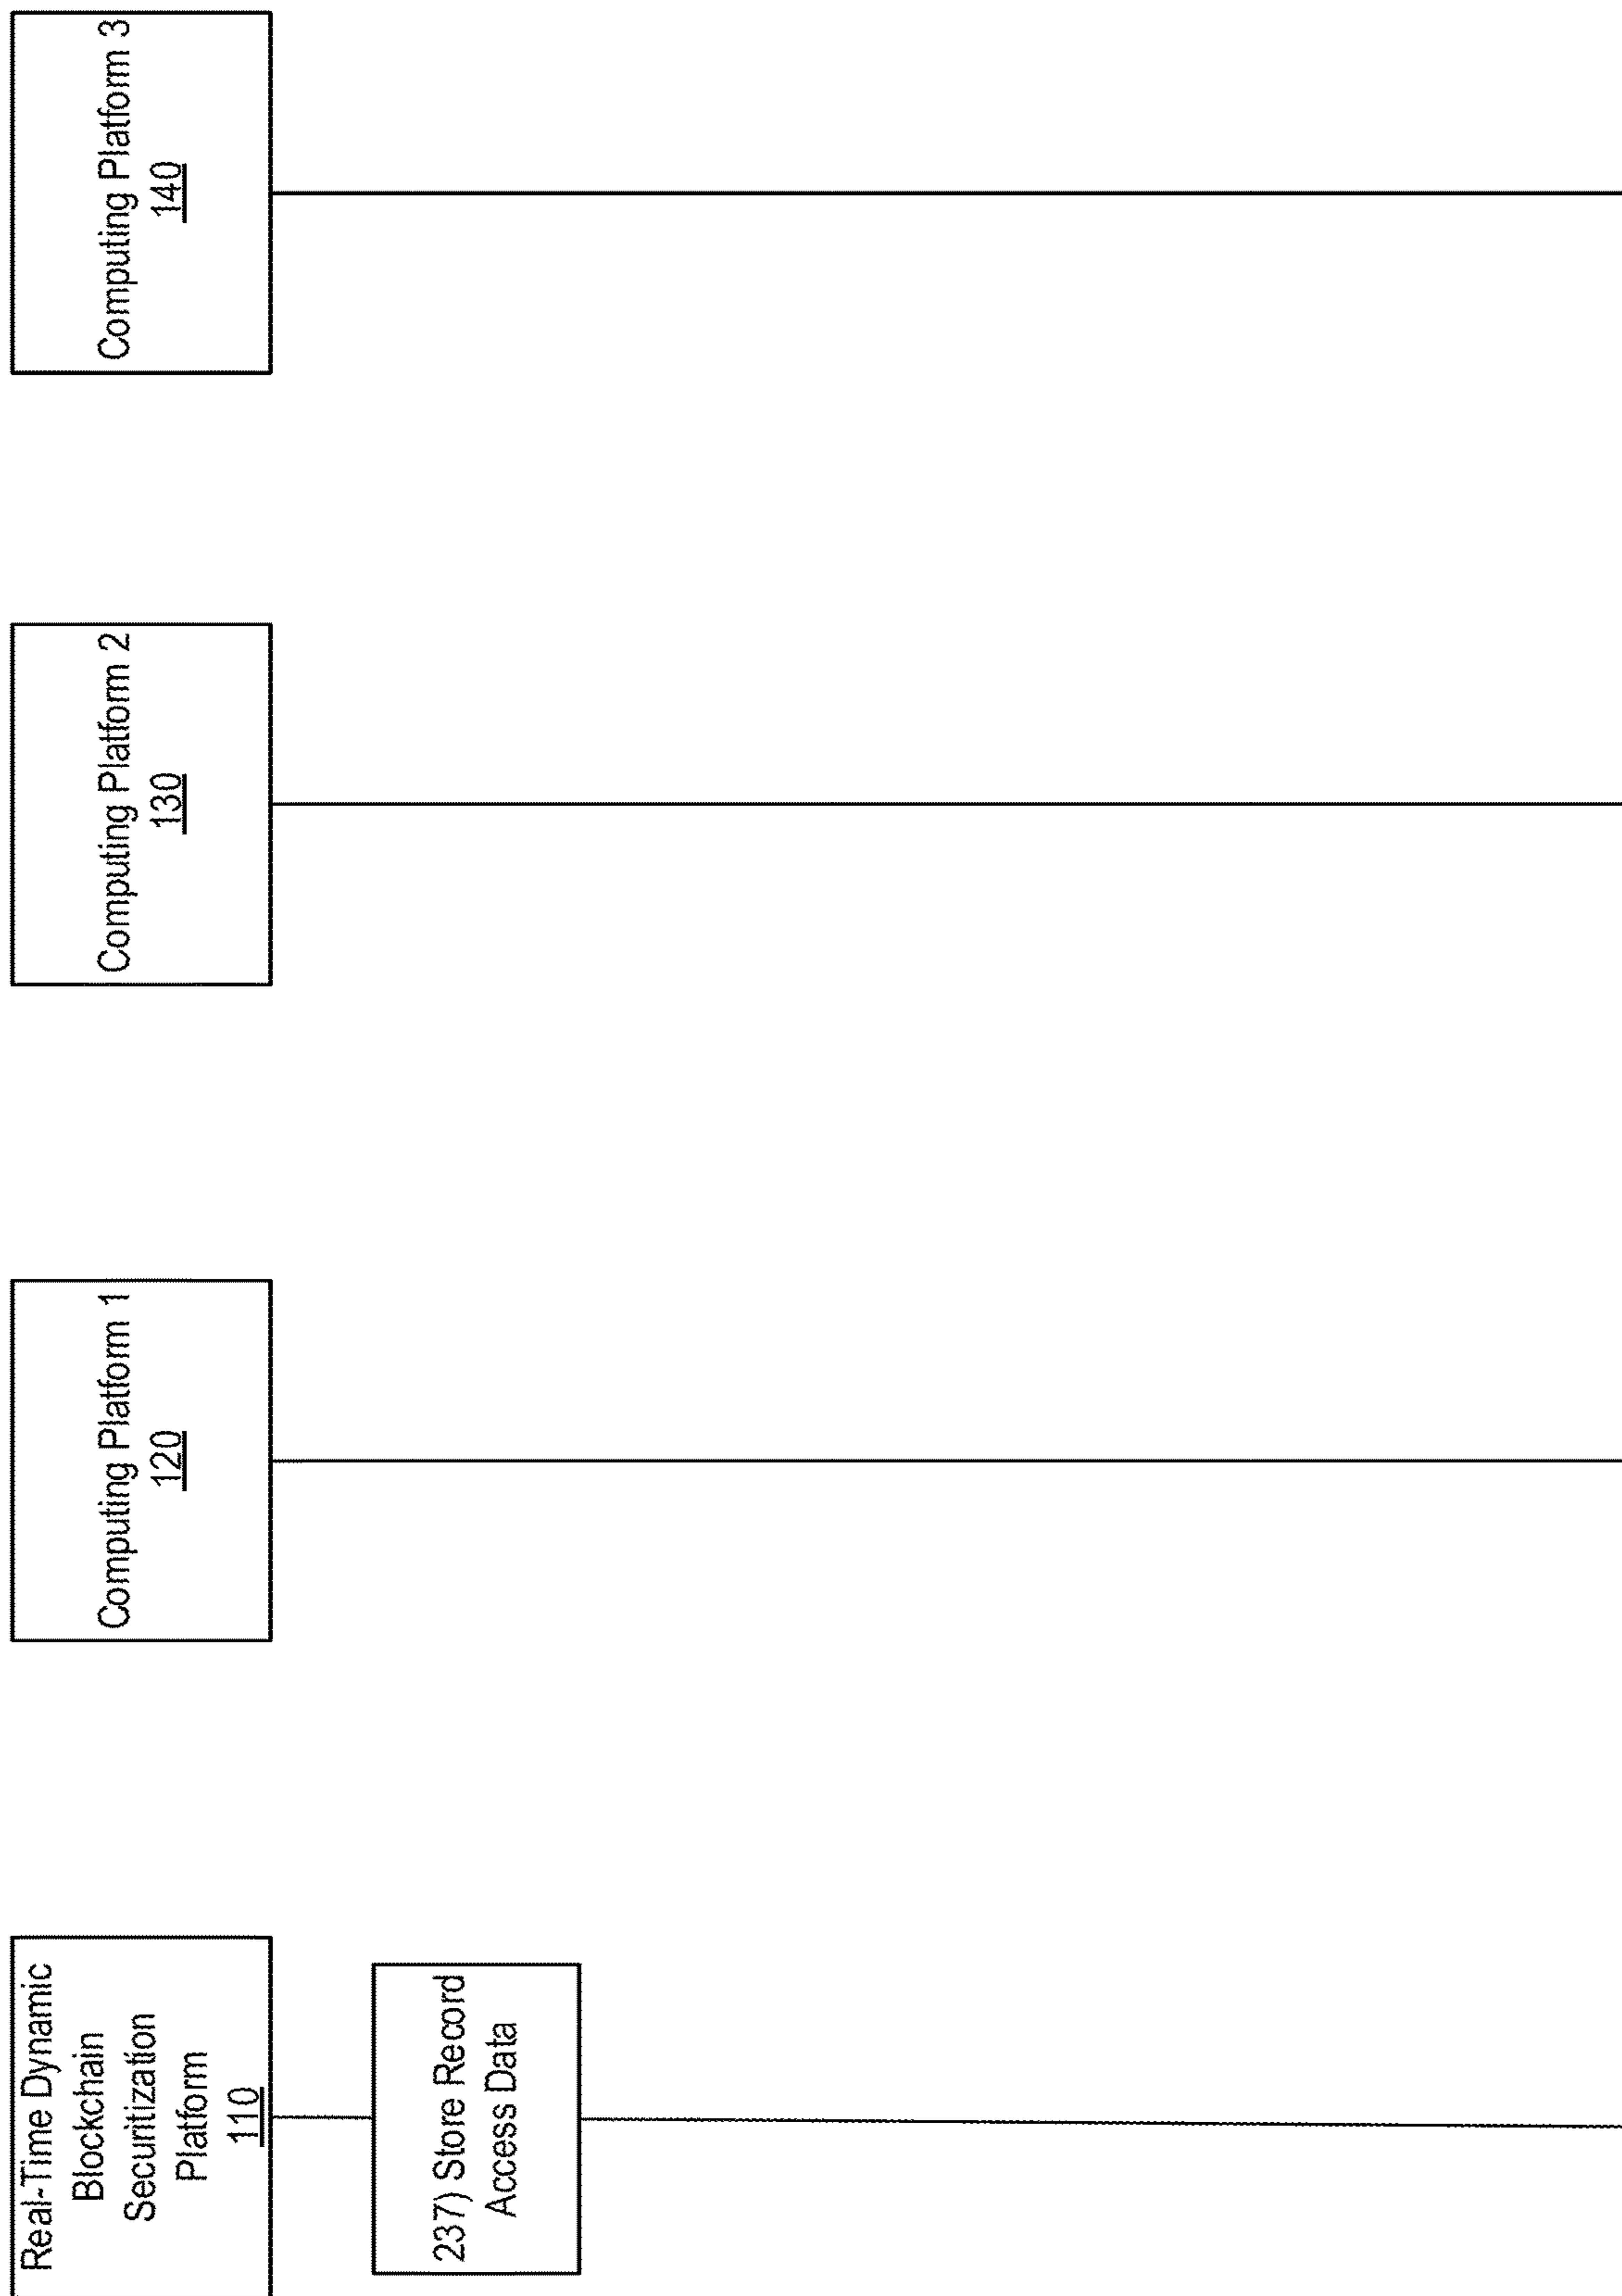 Real-Time Dynamic
Blockchain
Securitization
Platform
110
Computing Platform 1
120
Computing Platform 2
130
Computing Platform 3
140
237) Store Record
Access Data